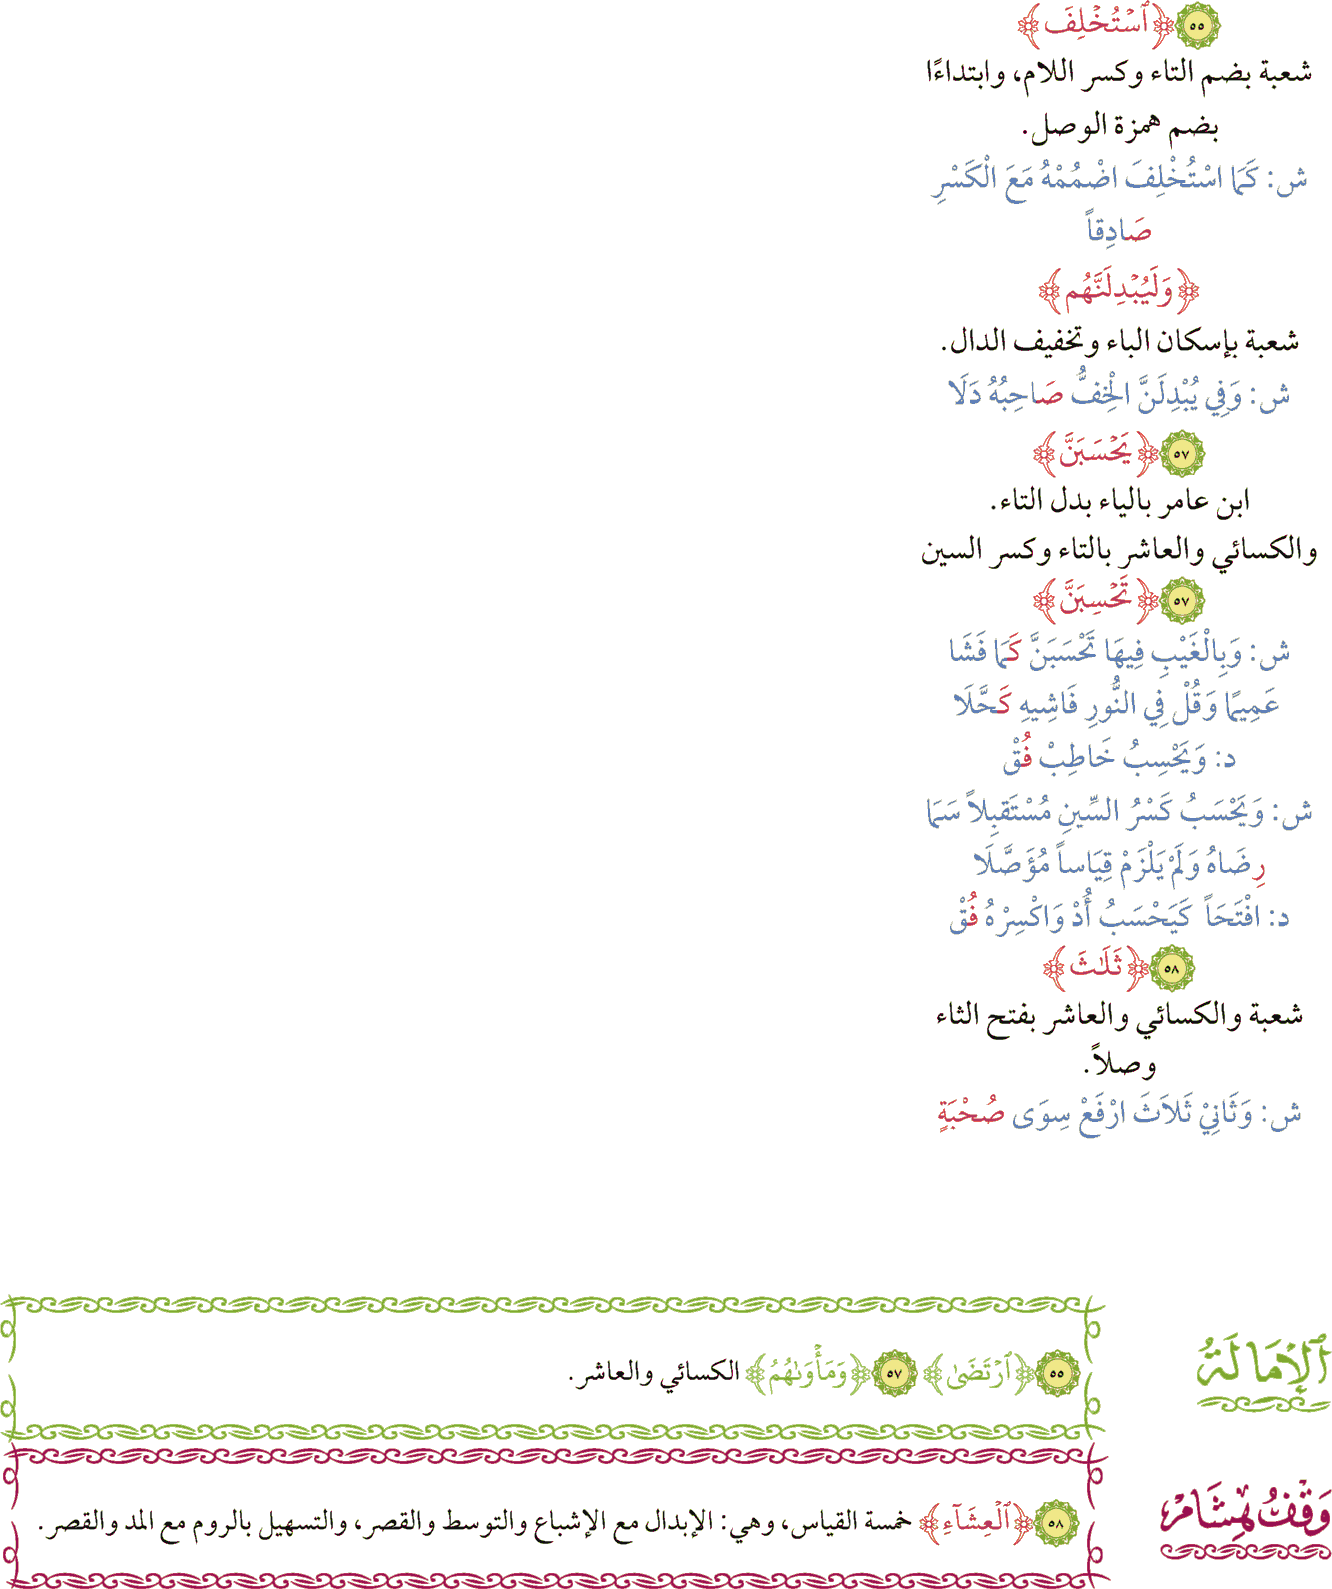 ٥٥ ﴿ٱسۡتُخۡلِفَ﴾
شعبة بضم التاء وكسر اللام، وابتداءًا
بضم همزة الوصل.
ش: كَمَا اسْتُخْلِفَ اضْمُمْهُ مَعَ الْكَسْرِ
صَادِقاً
﴿وَلَيُبۡدِلَنَّهُم﴾
شعبة بإسكان الباء وتخفيف الدال.
ش: وَفِي يُبْدِلَنَّ الْخِفُّ صَاحِبُهُ دَلَا
٥٧ ﴿يَحۡسَبَنَّ﴾
ابن عامر بالياء بدل التاء.
والكسائي والعاشر بالتاء وكسر السين
٥٧ ﴿تَحۡسِبَنَّ﴾
ش: وَبِالْغَيْبِ فِيهَا تَحْسَبَنَّ كَمَا فَشَا
عَمِيمًا وَقُلْ فِي النُّورِ فَاشِيهِ كَحَّلَا
د: وَيَحْسِبُ خَاطِبْ فُقْ
ش: وَيَحْسَبُ كَسْرُ السِّينِ مُسْتَقبِلاً سَمَا
رِضَاهُ وَلَمْ يَلْزَمْ قِيَاساً مُؤَصَّلَا
د: افْتَحَاً كَيَحْسَبُ أُدْ وَاكْسِرْهُ فُقْ
٥٨ ﴿ثَلَٰثَ﴾
شعبة والكسائي والعاشر بفتح الثاء
وصلاً.
ش: وَثَانِيْ ثَلاَثَ ارْفَعْ سِوَى صُحْبَةٍ
ٱلۡإِمَالَةُ
٥٥ ﴿ٱرۡتَضَىٰ﴾ ٥٧ ﴿وَمَأۡوَىٰهُمُ﴾ الكسائي والعاشر.
وَقۡفُ هِشَامٍ
٥٨ ﴿ٱلۡعِشَآءِ﴾ خمسة القياس، وهي: الإبدال مع الإشباع والتوسط والقصر، والتسهيل بالروم مع المد والقصر.